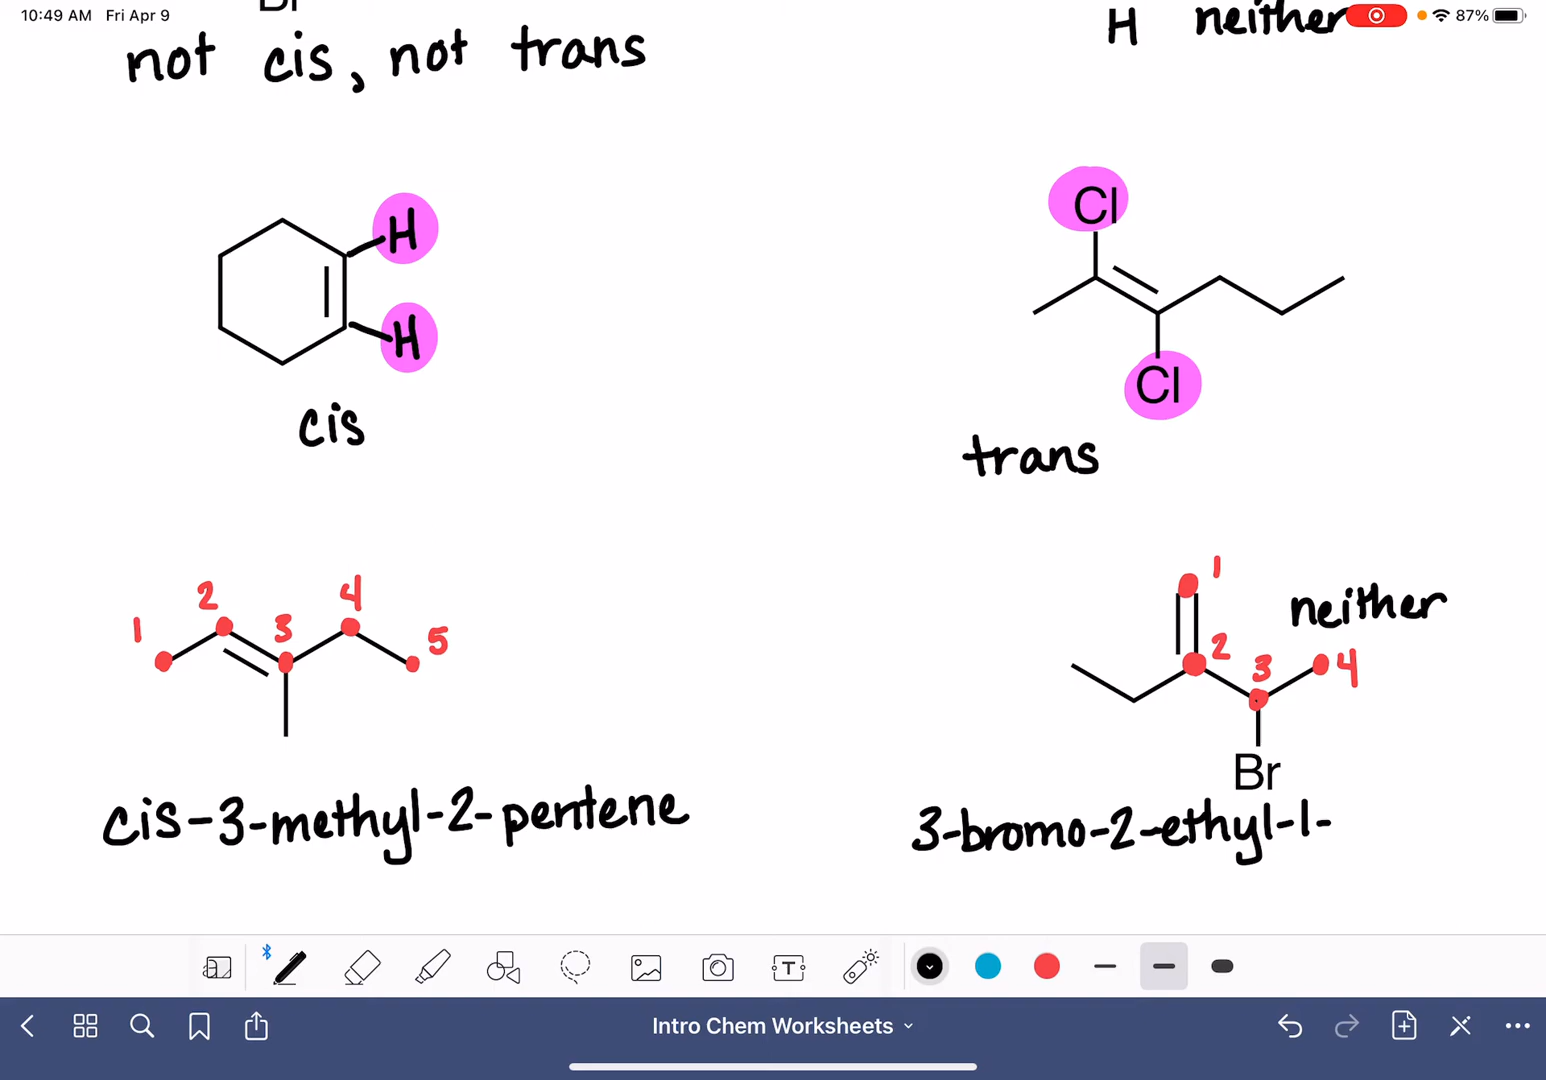 10:49 AM Fri Apr 9
87%
not cis, not trans
H neither
H
H
cis
Cl
Cl
trans
1 2 3 4 5
cis-3-methyl-2-pentene
1
neither
2 3 4
Br
3-bromo-2-ethyl-1-
a
T
Intro Chem Worksheets